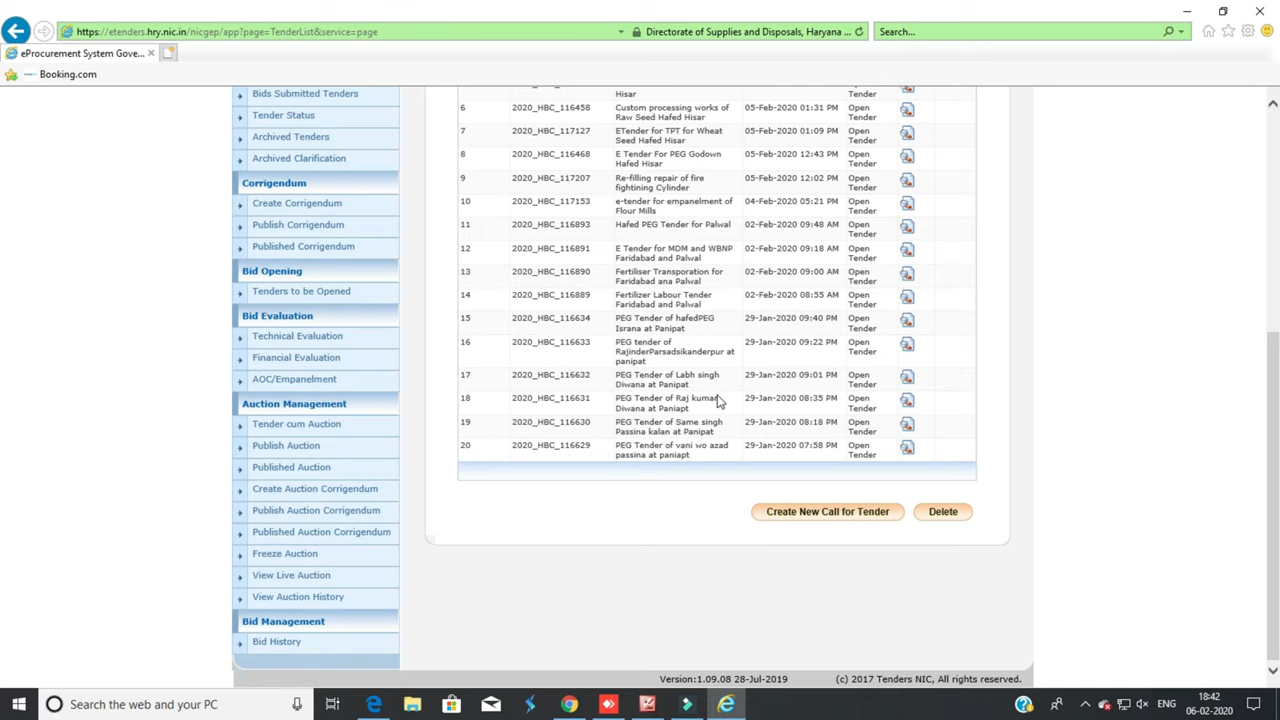 https://etenders.hry.nic.in/nicgep/app?page=TenderList&service=page
Directorate of Supplies and Disposals, Haryana ...
Search...
eProcurement System Gove...
Booking.com
Bids Submitted Tenders
Tender Status
Archived Tenders
Archived Clarification
Corrigendum
Create Corrigendum
Publish Corrigendum
Published Corrigendum
Bid Opening
Tenders to be Opened
Bid Evaluation
Technical Evaluation
Financial Evaluation
AOC/Empanelment
Auction Management
Tender cum Auction
Publish Auction
Published Auction
Create Auction Corrigendum
Publish Auction Corrigendum
Published Auction Corrigendum
Freeze Auction
View Live Auction
View Auction History
Bid Management
Bid History
Hisar Tender
6 2020_HBC_116458 Custom processing works of 05-Feb-2020 01:31 PM Open
Raw Seed Hafed Hisar Tender
7 2020_HBC_117127 ETender for TPT for Wheat 05-Feb-2020 01:09 PM Open
Seed Hafed Hisar Tender
8 2020_HBC_116468 E Tender For PEG Godown 05-Feb-2020 12:43 PM Open
Hafed Hisar Tender
9 2020_HBC_117207 Re-filling repair of fire 05-Feb-2020 12:02 PM Open
fightining Cylinder Tender
10 2020_HBC_117153 e-tender for empanelment of 04-Feb-2020 05:21 PM Open
Flour Mills Tender
11 2020_HBC_116893 Hafed PEG Tender for Palwal 02-Feb-2020 09:48 AM Open
Tender
12 2020_HBC_116891 E Tender for MDM and WBNP 02-Feb-2020 09:18 AM Open
Faridabad and Palwal Tender
13 2020_HBC_116890 Fertiliser Transporation for 02-Feb-2020 09:00 AM Open
Faridabad ana Palwal Tender
14 2020_HBC_116889 Fertilizer Labour Tender 02-Feb-2020 08:55 AM Open
Faridabad and Palwal Tender
15 2020_HBC_116634 PEG Tender of hafedPEG 29-Jan-2020 09:40 PM Open
Israna at Panipat Tender
16 2020_HBC_116633 PEG tender of 29-Jan-2020 09:22 PM Open
RajinderParsadsikanderpur at Tender
panipat
17 2020_HBC_116632 PEG Tender of Labh singh 29-Jan-2020 09:01 PM Open
Diwana at Panipat Tender
18 2020_HBC_116631 PEG Tender of Raj kumar 29-Jan-2020 08:35 PM Open
Diwana at Paniapt Tender
19 2020_HBC_116630 PEG Tender of Same singh 29-Jan-2020 08:18 PM Open
Passina kalan at Panipat Tender
20 2020_HBC_116629 PEG Tender of vani wo azad 29-Jan-2020 07:58 PM Open
passina at paniapt Tender
Create New Call for Tender Delete
Version:1.09.08 28-Jul-2019 (c) 2017 Tenders NIC, All rights reserved.
Search the web and your PC
ENG
18:42
06-02-2020